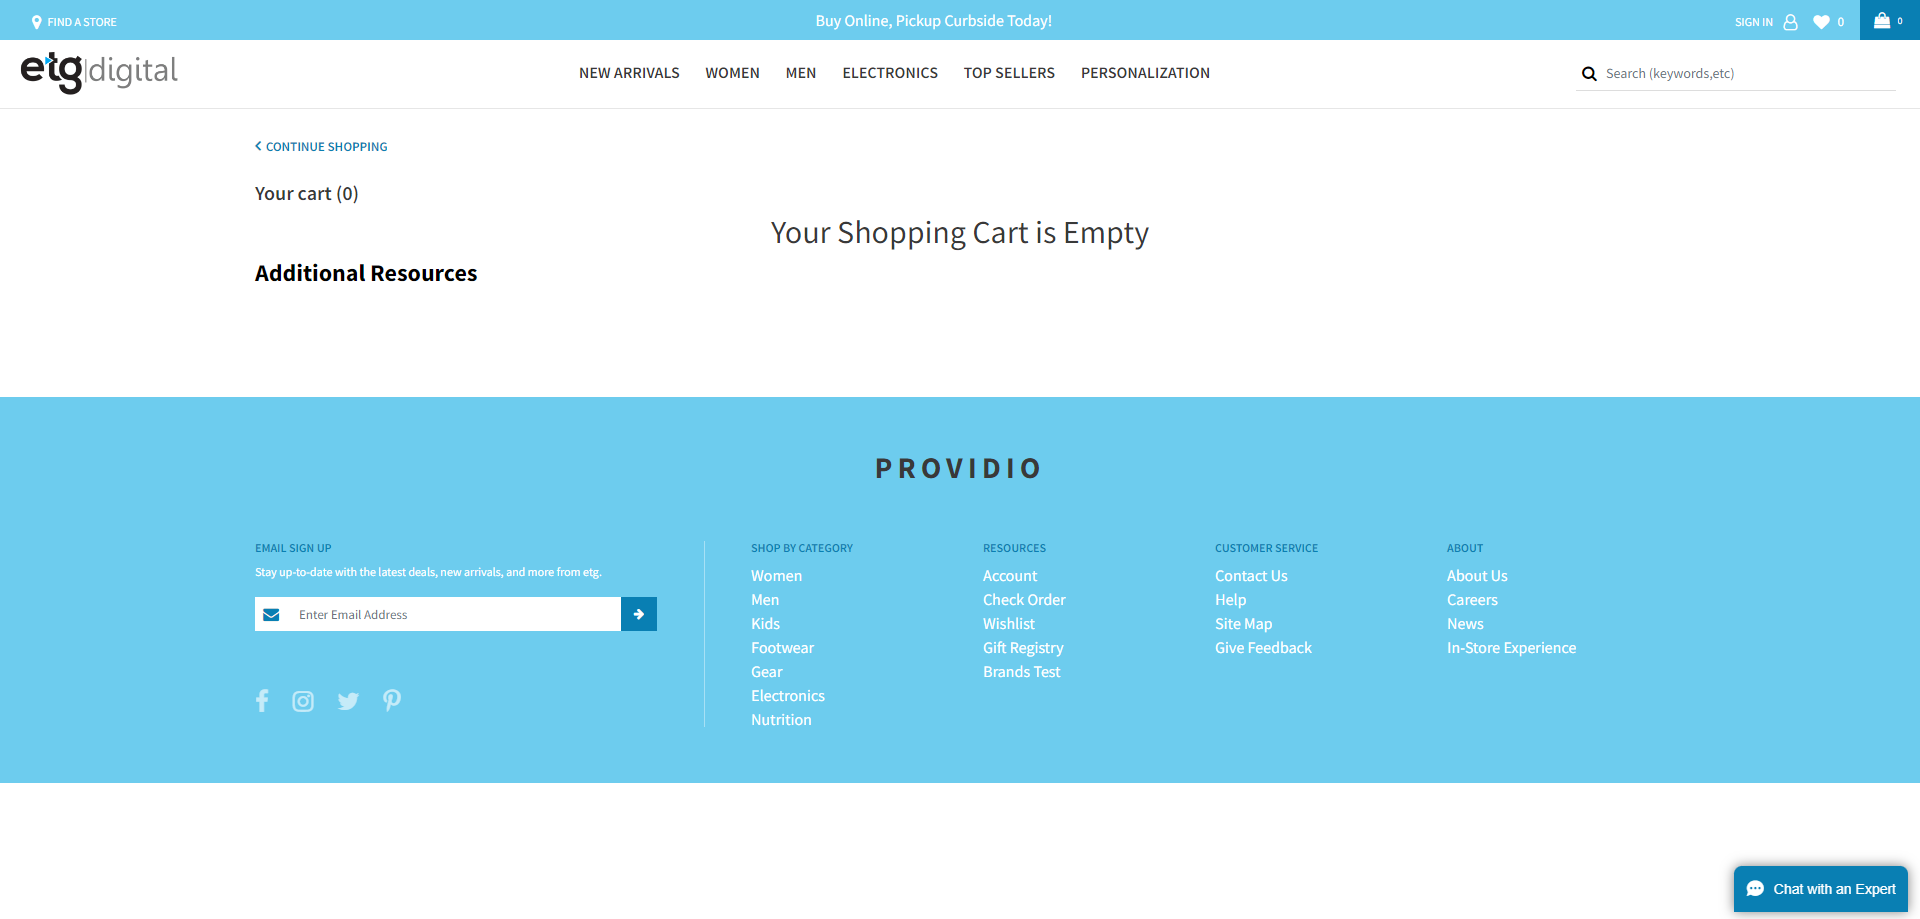 FIND A STORE
Buy Online, Pickup Curbside Today!
SIGN IN
0
0
etg|digital
NEW ARRIVALS
WOMEN
MEN
ELECTRONICS
TOP SELLERS
PERSONALIZATION
Search (keywords,etc)
CONTINUE SHOPPING
Your cart (0)
Your Shopping Cart is Empty
Additional Resources
PROVIDIO
EMAIL SIGN UP
Stay up-to-date with the latest deals, new arrivals, and more from etg.
Enter Email Address
SHOP BY CATEGORY
Women
Men
Kids
Footwear
Gear
Electronics
Nutrition
RESOURCES
Account
Check Order
Wishlist
Gift Registry
Brands Test
CUSTOMER SERVICE
Contact Us
Help
Site Map
Give Feedback
ABOUT
About Us
Careers
News
In-Store Experience
Chat with an Expert